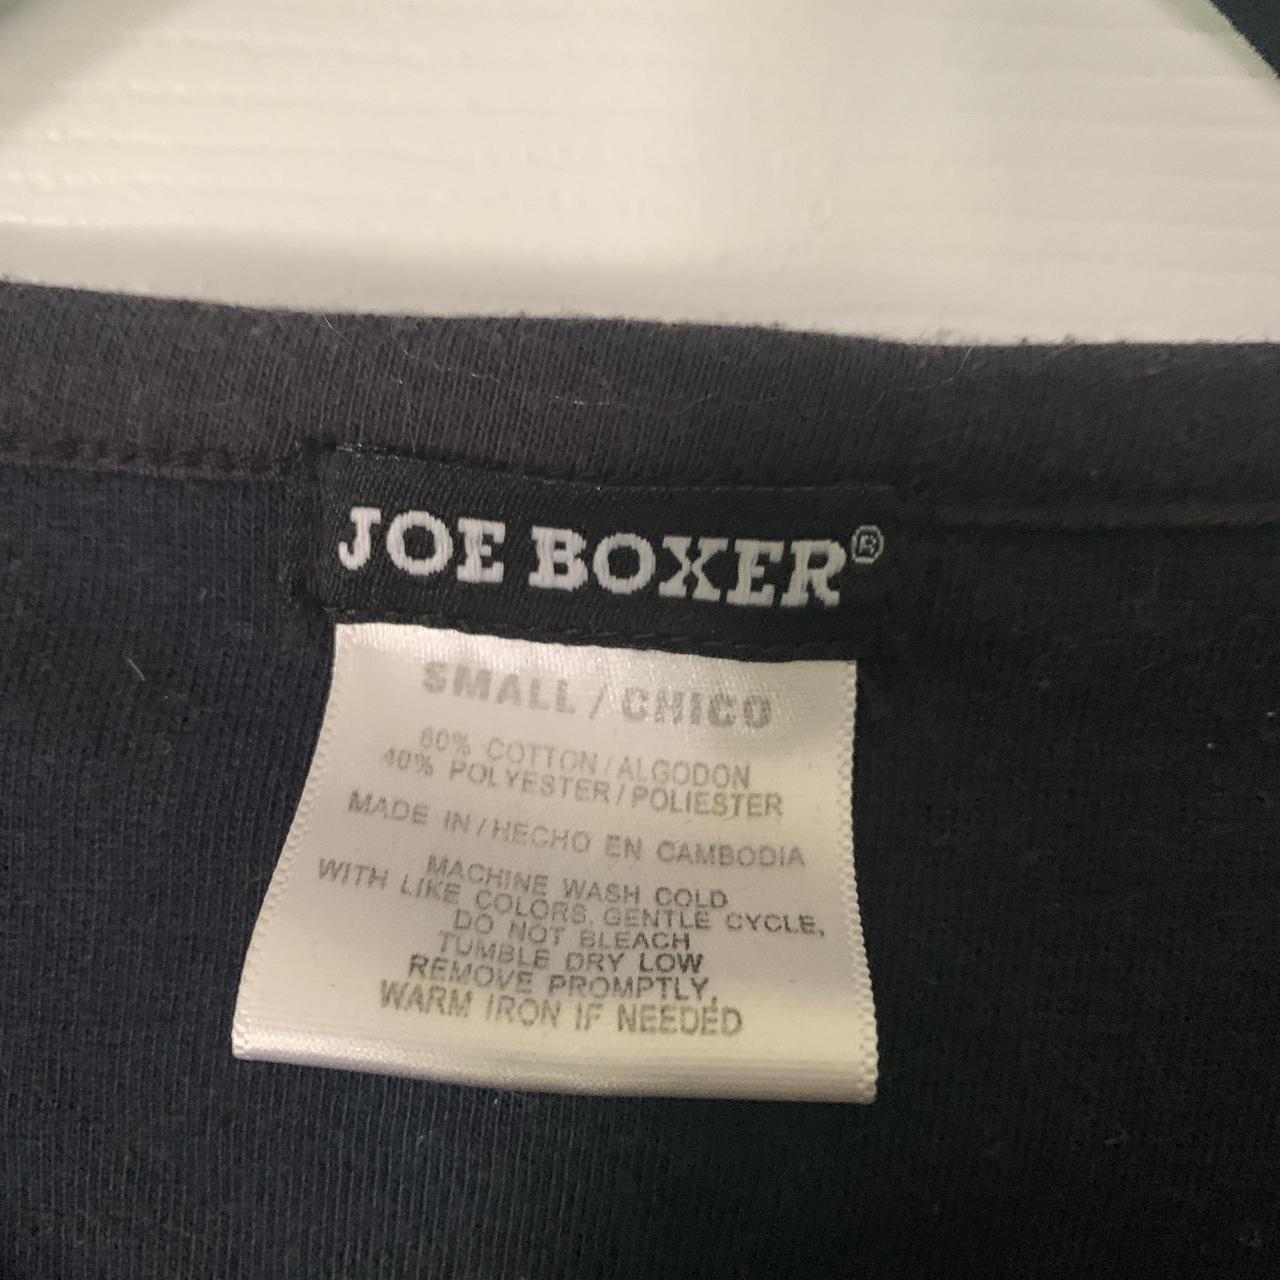 JOE BOXER®
SMALL / CHICO
60% COTTON / ALGODON
40% POLYESTER / POLIESTER
MADE IN / HECHO EN CAMBODIA
MACHINE WASH COLD
WITH LIKE COLORS, GENTLE CYCLE,
DO NOT BLEACH
TUMBLE DRY LOW
REMOVE PROMPTLY,
WARM IRON IF NEEDED